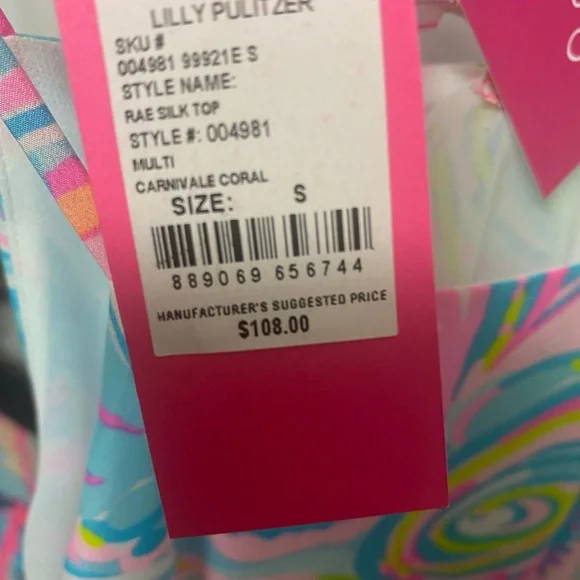 LILLY PULITZER
SKU #
004981 99921E S
STYLE NAME:
RAE SILK TOP
STYLE #: 004981
MULTI
CARNIVALE CORAL
SIZE: S
889069 656744
MANUFACTURER'S SUGGESTED PRICE
$108.00